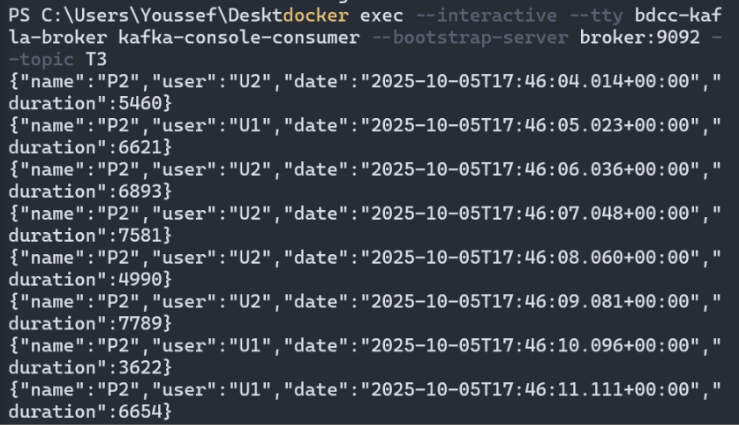 PS C:\Users\Youssef\Desktdocker exec --interactive --tty bdcc-kaf
la-broker kafka-console-consumer --bootstrap-server broker:9092 -
-topic T3
{"name":"P2","user":"U2","date":"2025-10-05T17:46:04.014+00:00","
duration":5460}
{"name":"P2","user":"U1","date":"2025-10-05T17:46:05.023+00:00","
duration":6621}
{"name":"P2","user":"U2","date":"2025-10-05T17:46:06.036+00:00","
duration":6893}
{"name":"P2","user":"U2","date":"2025-10-05T17:46:07.048+00:00","
duration":7581}
{"name":"P2","user":"U2","date":"2025-10-05T17:46:08.060+00:00","
duration":4990}
{"name":"P2","user":"U2","date":"2025-10-05T17:46:09.081+00:00","
duration":7789}
{"name":"P2","user":"U1","date":"2025-10-05T17:46:10.096+00:00","
duration":3622}
{"name":"P2","user":"U1","date":"2025-10-05T17:46:11.111+00:00","
duration":6654}